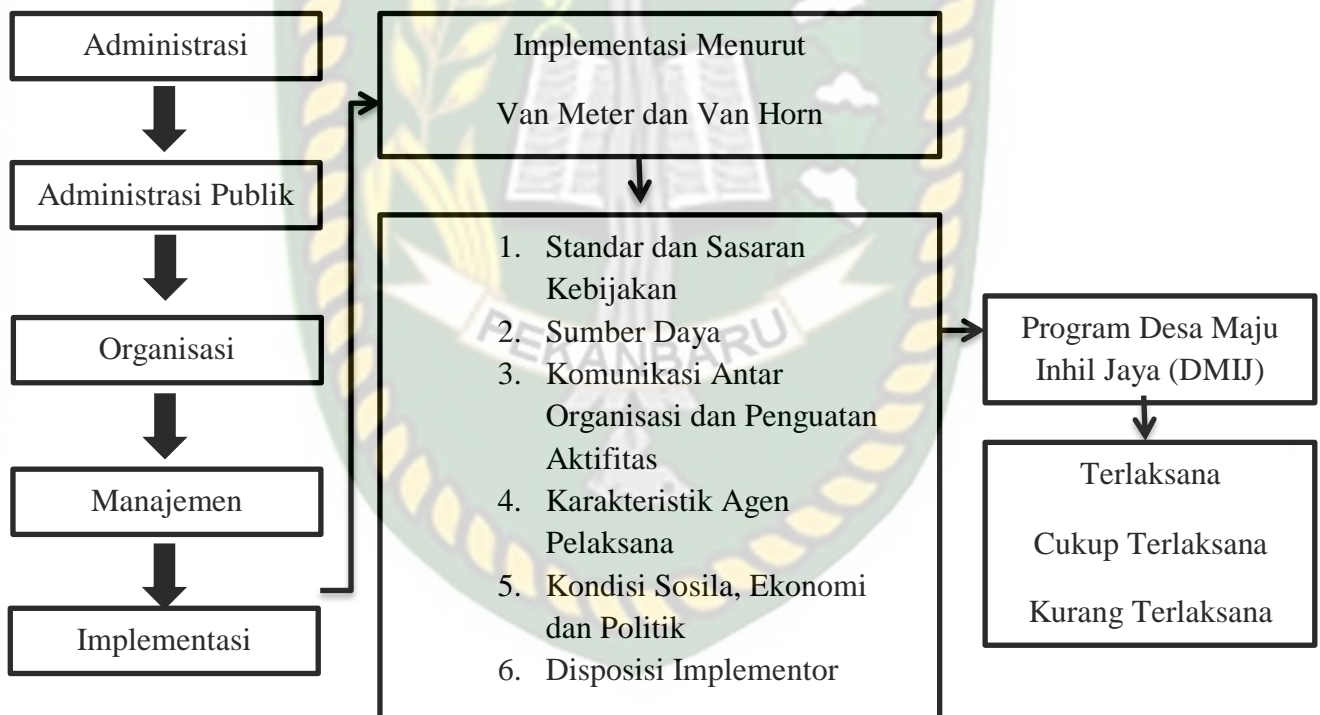 Administrasi
Administrasi Publik
Organisasi
Manajemen
Implementasi
Implementasi Menurut
Van Meter dan Van Horn
1. Standar dan Sasaran
Kebijakan
2. Sumber Daya
3. Komunikasi Antar
Organisasi dan Penguatan
Aktifitas
4. Karakteristik Agen
Pelaksana
5. Kondisi Sosila, Ekonomi
dan Politik
6. Disposisi Implementor
PEKANBARU
Program Desa Maju
Inhil Jaya (DMIJ)
Terlaksana
Cukup Terlaksana
Kurang Terlaksana